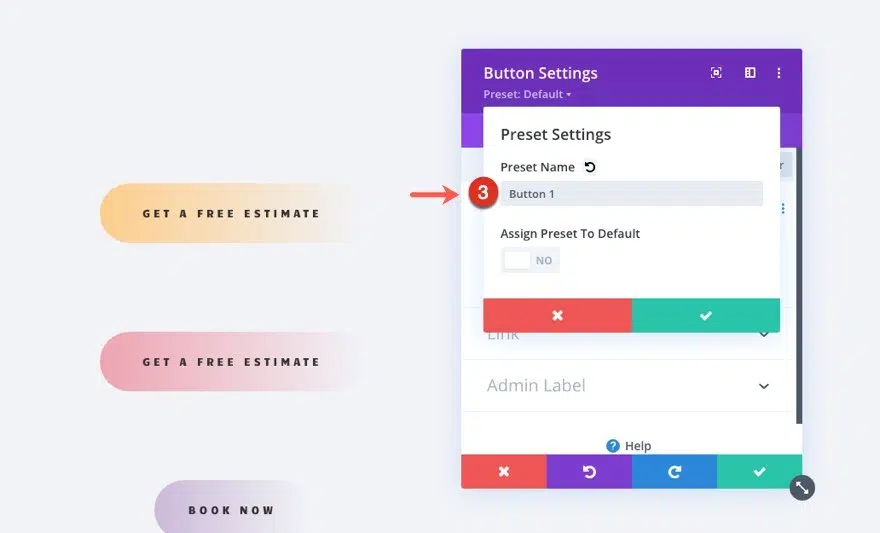 GET A FREE ESTIMATE
GET A FREE ESTIMATE
BOOK NOW
Button Settings
Preset: Default
Preset Settings
Preset Name
3
Button 1
Assign Preset To Default
NO
Link
Admin Label
Help